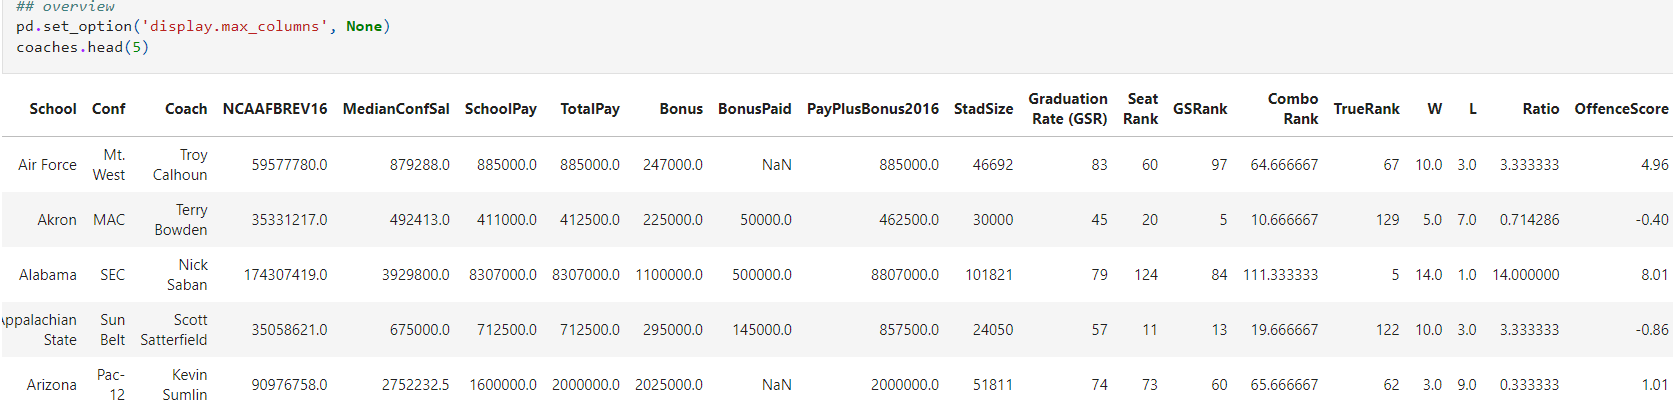 ## overview
pd.set_option('display.max_columns', None)
coaches.head(5)
School Conf Coach NCAAFBREV16 MedianConfSal SchoolPay TotalPay Bonus BonusPaid PayPlusBonus2016 StadSize Graduation Rate (GSR) Seat Rank GSRank Combo Rank TrueRank W L Ratio OffenceScore
Air Force Mt. West Troy Calhoun 59577780.0 879288.0 885000.0 885000.0 247000.0 NaN 885000.0 46692 83 60 97 64.666667 67 10.0 3.0 3.333333 4.96
Akron MAC Terry Bowden 35331217.0 492413.0 411000.0 412500.0 225000.0 50000.0 462500.0 30000 45 20 5 10.666667 129 5.0 7.0 0.714286 -0.40
Alabama SEC Nick Saban 174307419.0 3929800.0 8307000.0 8307000.0 1100000.0 500000.0 8807000.0 101821 79 124 84 111.333333 5 14.0 1.0 14.000000 8.01
Appalachian State Sun Belt Scott Satterfield 35058621.0 675000.0 712500.0 712500.0 295000.0 145000.0 857500.0 24050 57 11 13 19.666667 122 10.0 3.0 3.333333 -0.86
Arizona Pac-12 Kevin Sumlin 90976758.0 2752232.5 1600000.0 2000000.0 2025000.0 NaN 2000000.0 51811 74 73 60 65.666667 62 3.0 9.0 0.333333 1.01